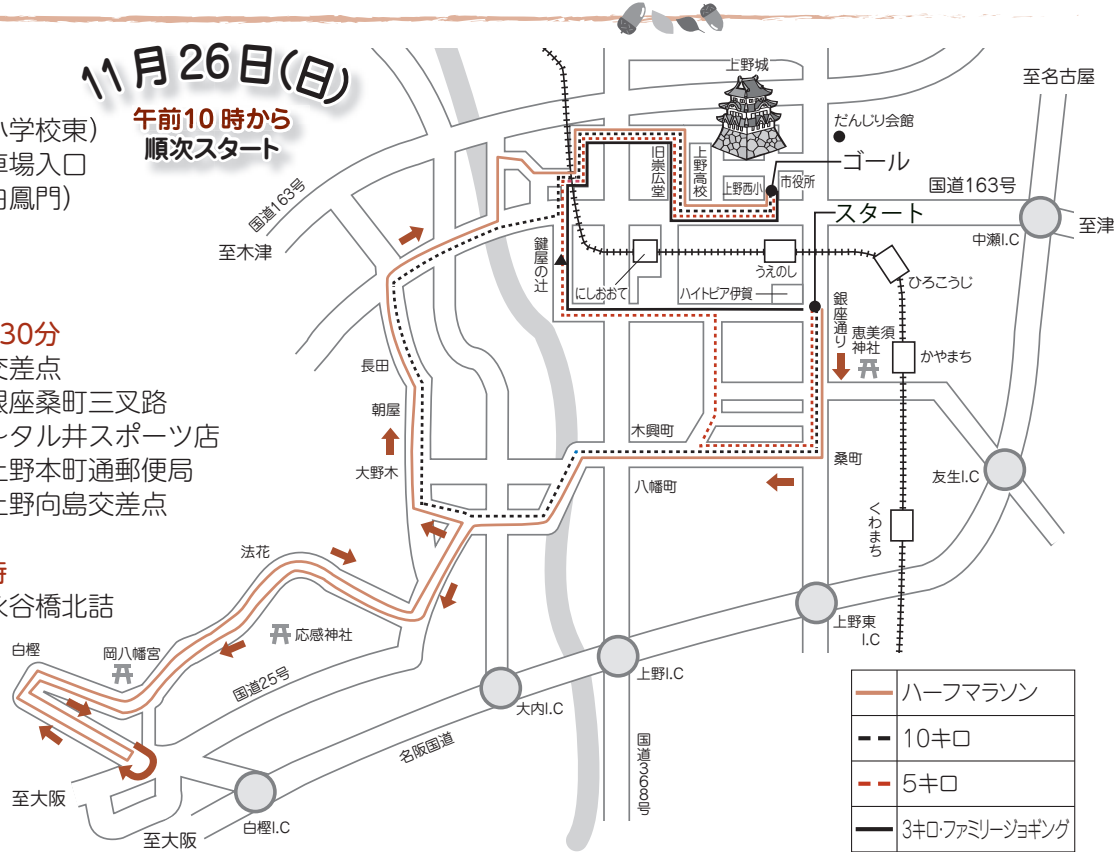 11月26日(日)
午前10時から
順次スタート
小学校東)
車場入口
白鳳門)
30分
交差点
銀座桑町三叉路
~タル井スポーツ店
上野本町通郵便局
上野向島交差点
時
水谷橋北詰
上野城
至名古屋
だんじり会館
ゴール
旧崇広堂
上野高校
上野西小
市役所
国道163号
国道163号
スタート
至木津
中瀬I.C
至津
鍵屋の辻
にしおおて
うえのし
ハイトピア伊賀
ひろこうじ
銀座通り
恵美須
神社
かやまち
長田
朝屋
大野木
木興町
八幡町
桑町
友生I.C
くわまち
法花
応感神社
白樫
岡八幡宮
国道25号
上野東
I.C
上野I.C
大内I.C
名阪国道
国道368号
至大阪
至大阪
白樫I.C
ハーフマラソン
10キロ
5キロ
3キロ・ファミリージョギング